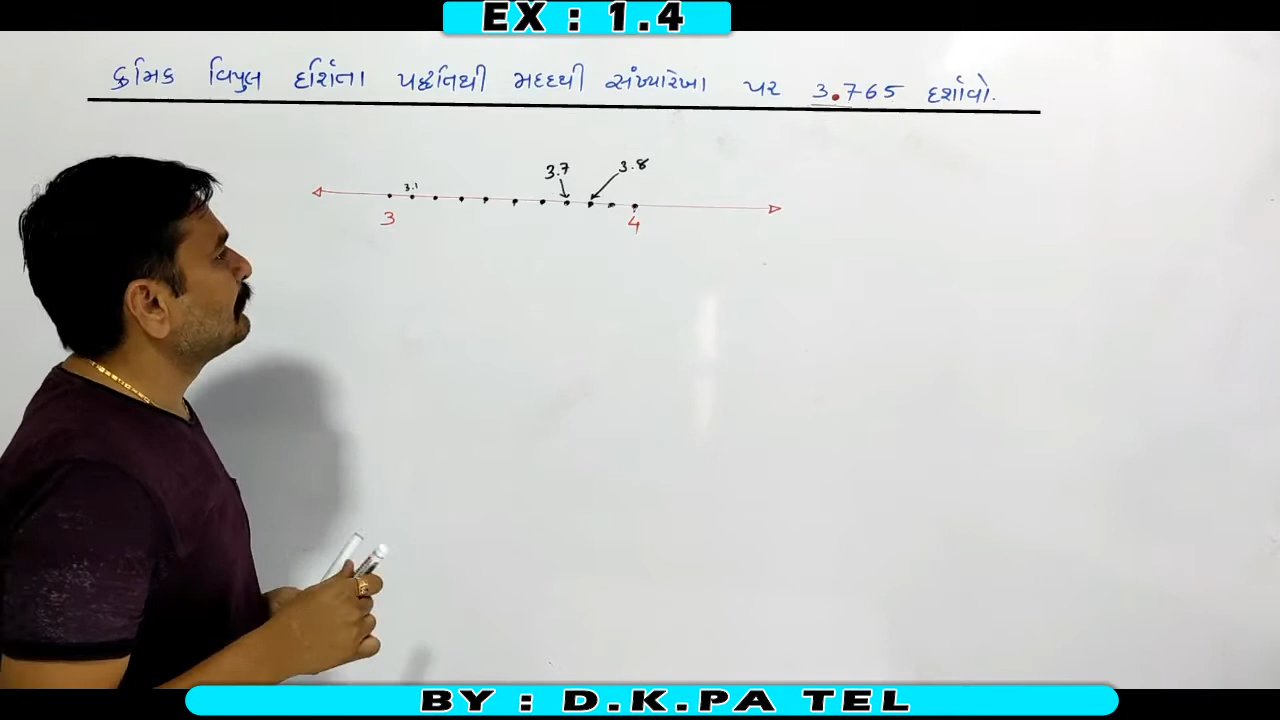 EX : 1.4
ક્રમિક વિપુલ દર્શિતા પધ્ધતિથી મદદથી સંખ્યારેખા પર 3.765 દર્શાવો.
3.7 3.8
3.1
3 4
BY : D.K.PA TEL